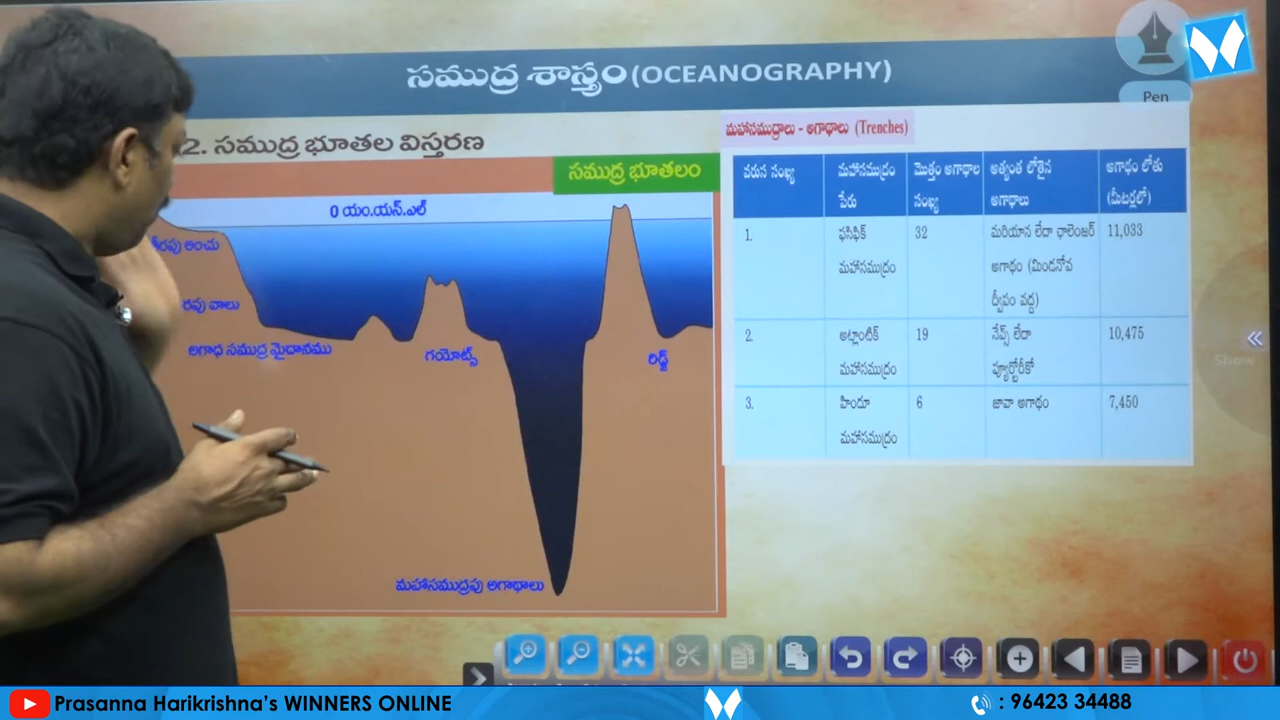 సముద్ర శాస్త్రం (OCEANOGRAPHY)
Pen
2. సముద్ర భూతల విస్తరణ
సముద్ర భూతలం
0 యం.యస్.ఎల్
తీరపు అంచు
రపు వాలు
అగాధ సముద్ర మైదానము
గయోట్స్
రిడ్జ్
మహాసముద్రపు అగాథాలు
మహాసముద్రాలు - అగాథాలు (Trenches)
వరుస సంఖ్య మహాసముద్రం పేరు మొత్తం అగాధాల సంఖ్య అత్యంత లోతైన అగాధాలు అగాధం లోతు (మీటర్లలో)
1. ఫసిఫిక్ మహాసముద్రం 32 మరియాన లేదా ఛాలెంజర్ అగాథం (మిండనోవ ద్వీపం వద్ద) 11,033
2. అట్లాంటిక్ మహాసముద్రం 19 నేప్స్ లేదా ప్యూర్టోరీకో 10,475
3. హిందూ మహాసముద్రం 6 జావా అగాథం 7,450
Show
Prasanna Harikrishna's WINNERS ONLINE
: 96423 34488